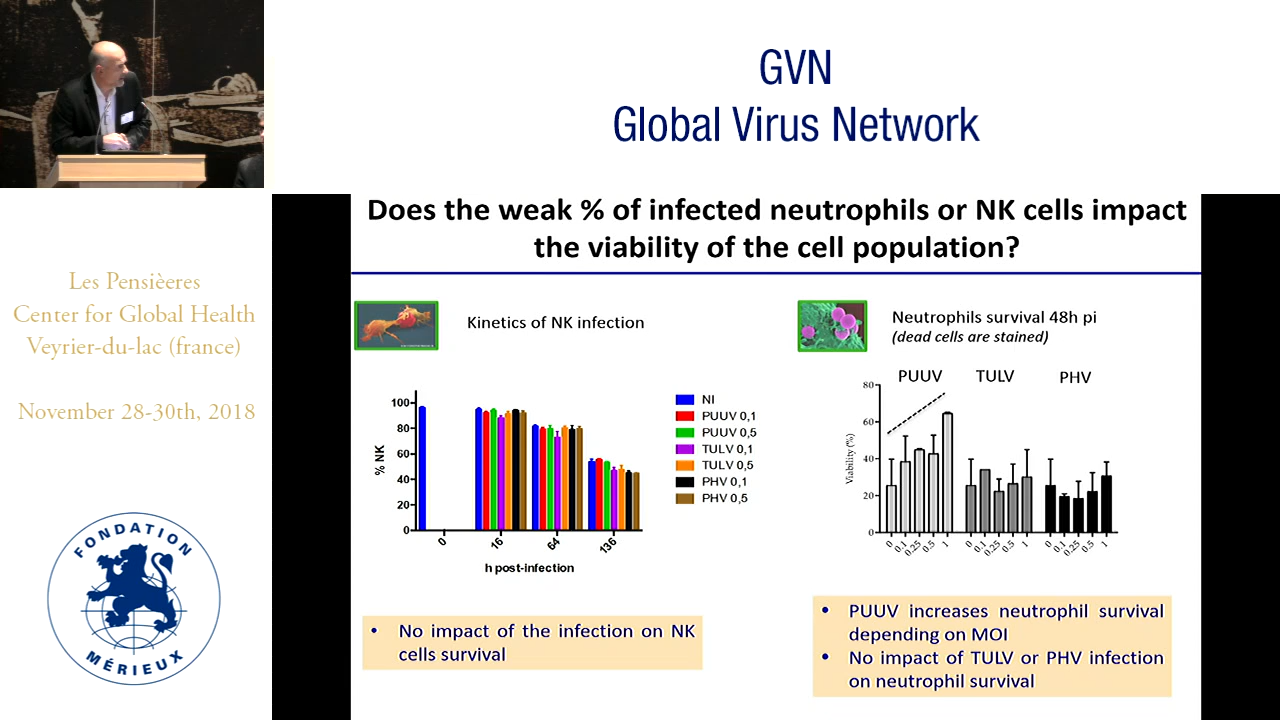 GVN
Global Virus Network
Les Pensièeres
Center for Global Health
Veyrier-du-lac (france)
November 28-30th, 2018
FONDATION
MÉRIEUX
Does the weak % of infected neutrophils or NK cells impact
the viability of the cell population?
Kinetics of NK infection
% NK
100
80
60
40
20
0
0
16
64
136
h post-infection
NI
PUUV 0,1
PUUV 0,5
TULV 0,1
TULV 0,5
PHV 0,1
PHV 0,5
• No impact of the infection on NK
cells survival
Neutrophils survival 48h pi
(dead cells are stained)
PUUV TULV PHV
Viability (%)
80
60
40
20
0
0 0.1 0.25 0.5 1 0 0.1 0.25 0.5 1 0 0.1 0.25 0.5 1
• PUUV increases neutrophil survival
depending on MOI
• No impact of TULV or PHV infection
on neutrophil survival